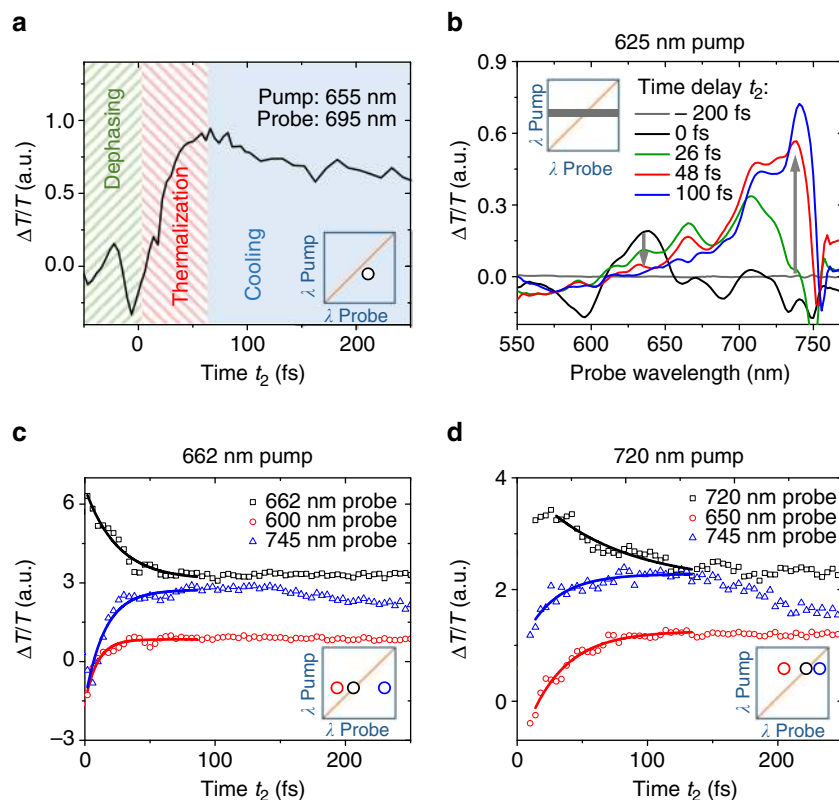 a
Pump: 655 nm
Probe: 695 nm
Dephasing
Thermalization
Cooling
λ Pump
λ Probe
ΔT/T (a.u.)
1.0
0.5
0.0
0
100
200
Time t₂ (fs)
b
625 nm pump
Time delay t₂:
– 200 fs
0 fs
26 fs
48 fs
100 fs
λ Pump
λ Probe
ΔT/T (a.u.)
0.9
0.6
0.3
0.0
550
600
650
700
750
Probe wavelength (nm)
c
662 nm pump
662 nm probe
600 nm probe
745 nm probe
λ Pump
λ Probe
ΔT/T (a.u.)
6
3
0
–3
0
100
200
Time t₂ (fs)
d
720 nm pump
720 nm probe
650 nm probe
745 nm probe
λ Pump
λ Probe
ΔT/T (a.u.)
4
2
0
0
100
200
Time t₂ (fs)